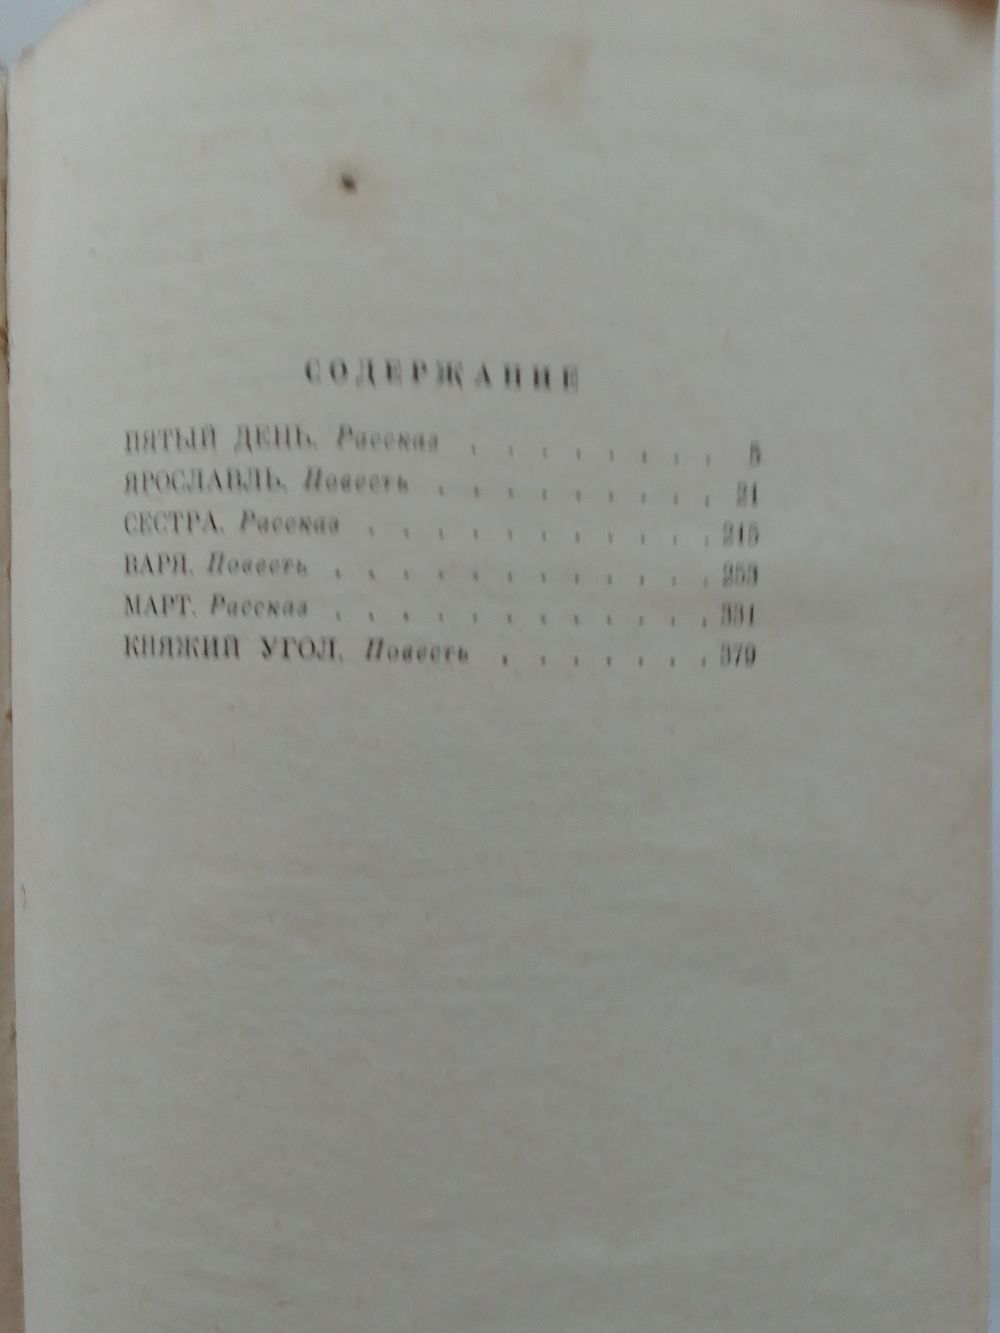 СОДЕРЖАНИЕ
ПЯТЫЙ ДЕНЬ. Рассказ . . . . . . . . 5
ЯРОСЛАВЛЬ. Повесть . . . . . . . . . 21
СЕСТРА. Рассказ . . . . . . . . . . . 215
ВАРЯ. Повесть . . . . . . . . . . . . 253
МАРТ. Рассказ . . . . . . . . . . . . 331
КНЯЖИЙ УГОЛ. Повесть . . . . . . . 379